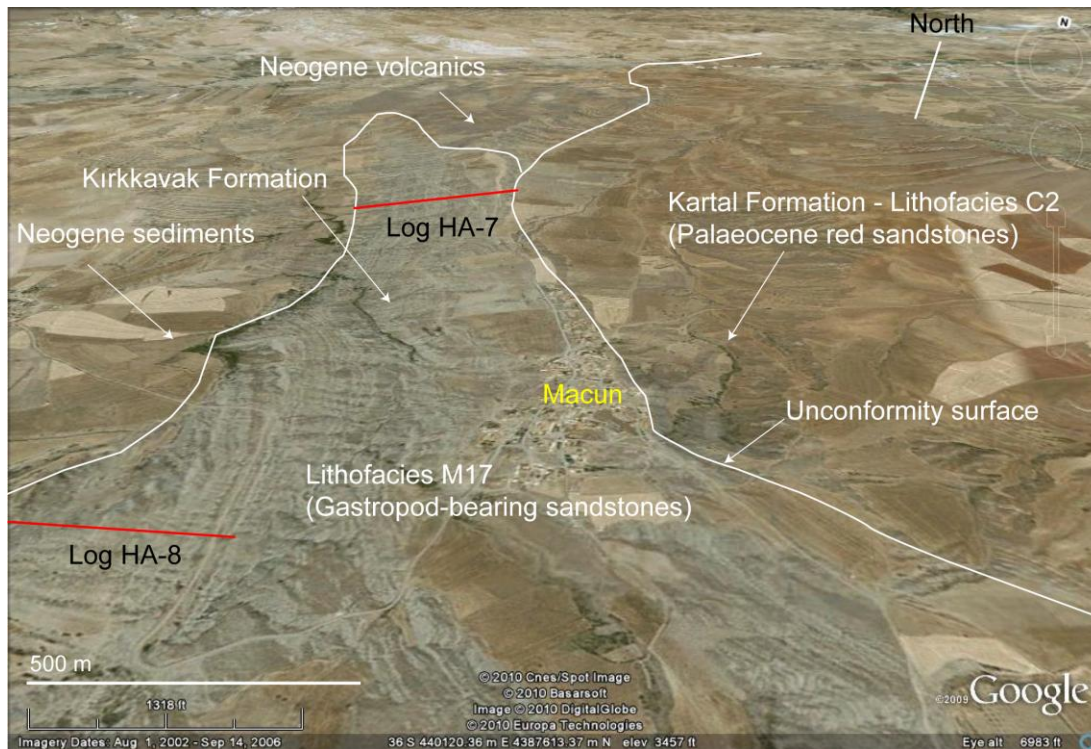 North
N
Neogene volcanics
Kırkkavak Formation
Kartal Formation - Lithofacies C2
(Palaeocene red sandstones)
Log HA-7
Neogene sediments
Macun
Unconformity surface
Lithofacies M17
(Gastropod-bearing sandstones)
Log HA-8
500 m
1318 ft
© 2010 Cnes/Spot Image
© 2010 Basarsoft
Image © 2010 DigitalGlobe
© 2010 Europa Technologies
©2009 Google
Imagery Dates: Aug 1, 2002 - Sep 14, 2006
36 S 440120.36 m E 4387613.37 m N elev 3457 ft
Eye alt 6983 ft